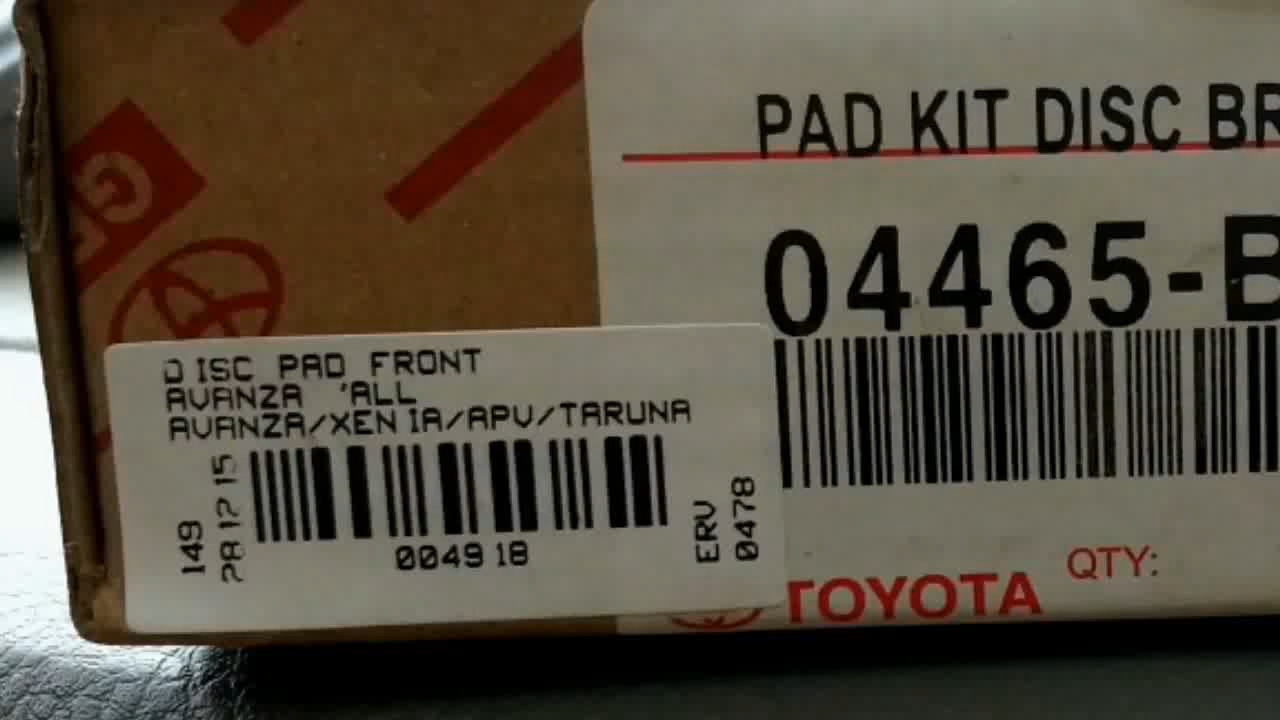 PAD KIT DISC BR
04465-B
DISC PAD FRONT
AVANZA 'ALL
AVANZA/XENIA/APV/TARUNA
149
28 12 15
004918
ERV
0478
QTY:
TOYOTA